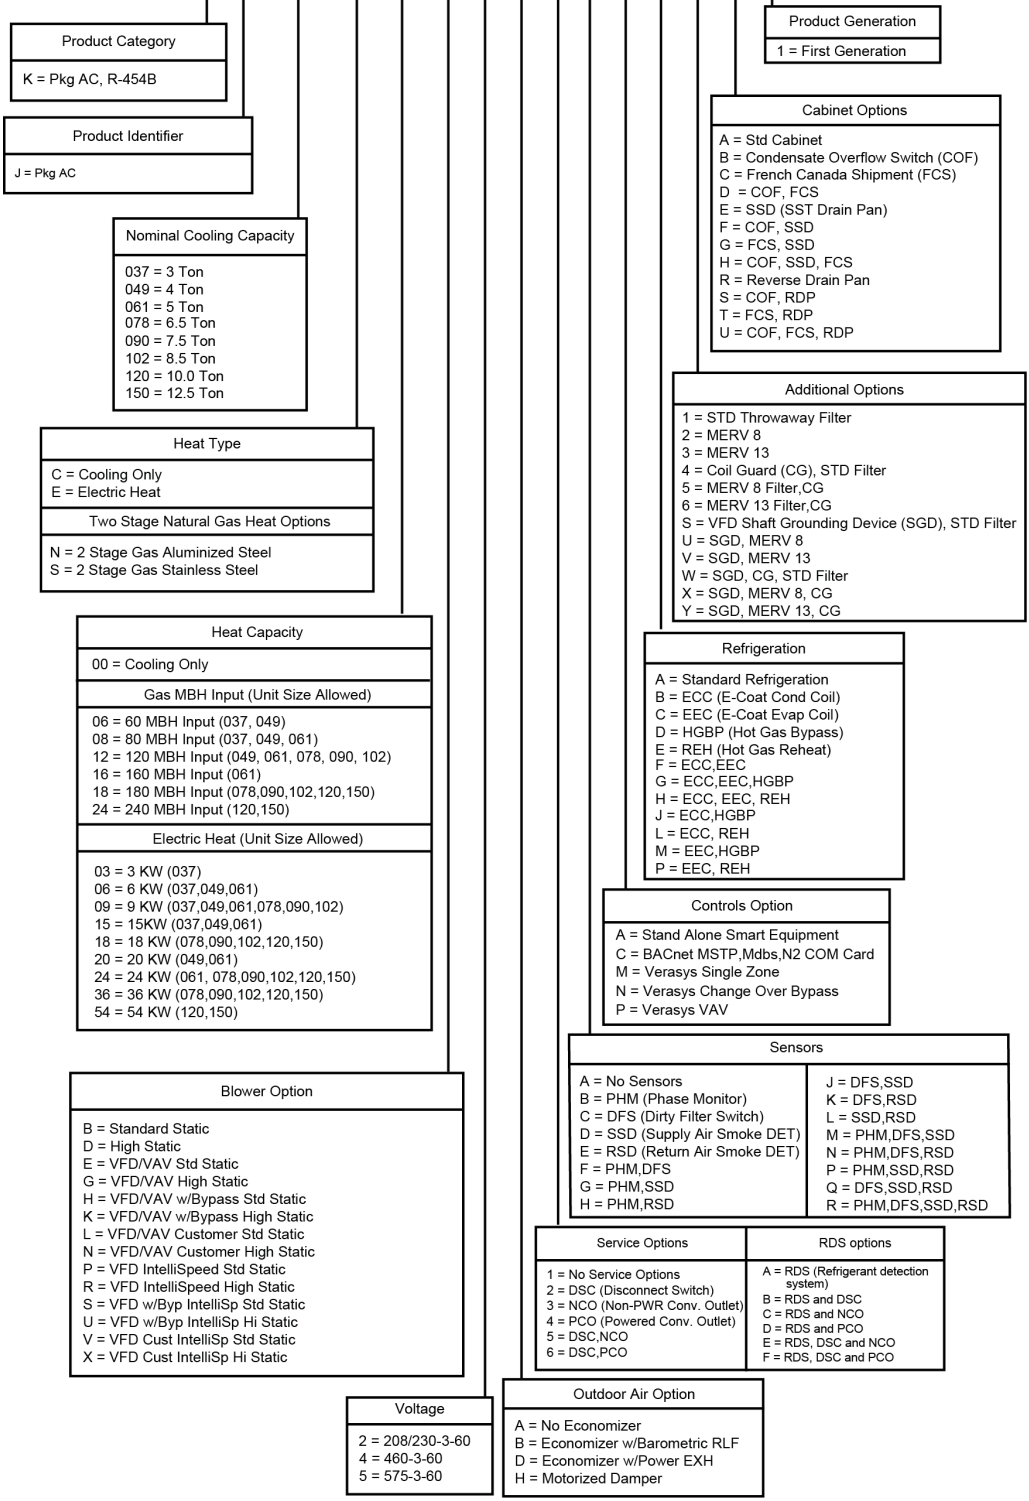 Product Category
K = Pkg AC, R-454B
Product Identifier
J = Pkg AC
Nominal Cooling Capacity
037 = 3 Ton
049 = 4 Ton
061 = 5 Ton
078 = 6.5 Ton
090 = 7.5 Ton
102 = 8.5 Ton
120 = 10.0 Ton
150 = 12.5 Ton
Heat Type
C = Cooling Only
E = Electric Heat
Two Stage Natural Gas Heat Options
N = 2 Stage Gas Aluminized Steel
S = 2 Stage Gas Stainless Steel
Heat Capacity
00 = Cooling Only
Gas MBH Input (Unit Size Allowed)
06 = 60 MBH Input (037, 049)
08 = 80 MBH Input (037, 049, 061)
12 = 120 MBH Input (049, 061, 078, 090, 102)
16 = 160 MBH Input (061)
18 = 180 MBH Input (078,090,102,120,150)
24 = 240 MBH Input (120,150)
Electric Heat (Unit Size Allowed)
03 = 3 KW (037)
06 = 6 KW (037,049,061)
09 = 9 KW (037,049,061,078,090,102)
15 = 15KW (037,049,061)
18 = 18 KW (078,090,102,120,150)
20 = 20 KW (049,061)
24 = 24 KW (061, 078,090,102,120,150)
36 = 36 KW (078,090,102,120,150)
54 = 54 KW (120,150)
Blower Option
B = Standard Static
D = High Static
E = VFD/VAV Std Static
G = VFD/VAV High Static
H = VFD/VAV w/Bypass Std Static
K = VFD/VAV w/Bypass High Static
L = VFD/VAV Customer Std Static
N = VFD/VAV Customer High Static
P = VFD IntelliSpeed Std Static
R = VFD IntelliSpeed High Static
S = VFD w/Byp IntelliSp Std Static
U = VFD w/Byp IntelliSp Hi Static
V = VFD Cust IntelliSp Std Static
X = VFD Cust IntelliSp Hi Static
Voltage
2 = 208/230-3-60
4 = 460-3-60
5 = 575-3-60
Product Generation
1 = First Generation
Cabinet Options
A = Std Cabinet
B = Condensate Overflow Switch (COF)
C = French Canada Shipment (FCS)
D = COF, FCS
E = SSD (SST Drain Pan)
F = COF, SSD
G = FCS, SSD
H = COF, SSD, FCS
R = Reverse Drain Pan
S = COF, RDP
T = FCS, RDP
U = COF, FCS, RDP
Additional Options
1 = STD Throwaway Filter
2 = MERV 8
3 = MERV 13
4 = Coil Guard (CG), STD Filter
5 = MERV 8 Filter,CG
6 = MERV 13 Filter,CG
S = VFD Shaft Grounding Device (SGD), STD Filter
U = SGD, MERV 8
V = SGD, MERV 13
W = SGD, CG, STD Filter
X = SGD, MERV 8, CG
Y = SGD, MERV 13, CG
Refrigeration
A = Standard Refrigeration
B = ECC (E-Coat Cond Coil)
C = EEC (E-Coat Evap Coil)
D = HGBP (Hot Gas Bypass)
E = REH (Hot Gas Reheat)
F = ECC,EEC
G = ECC,EEC,HGBP
H = ECC, EEC, REH
J = ECC,HGBP
L = ECC, REH
M = EEC,HGBP
P = EEC, REH
Controls Option
A = Stand Alone Smart Equipment
C = BACnet MSTP,Mdbs,N2 COM Card
M = Verasys Single Zone
N = Verasys Change Over Bypass
P = Verasys VAV
Sensors
A = No Sensors
B = PHM (Phase Monitor)
C = DFS (Dirty Filter Switch)
D = SSD (Supply Air Smoke DET)
E = RSD (Return Air Smoke DET)
F = PHM,DFS
G = PHM,SSD
H = PHM,RSD
J = DFS,SSD
K = DFS,RSD
L = SSD,RSD
M = PHM,DFS,SSD
N = PHM,DFS,RSD
P = PHM,SSD,RSD
Q = DFS,SSD,RSD
R = PHM,DFS,SSD,RSD
Service Options
1 = No Service Options
2 = DSC (Disconnect Switch)
3 = NCO (Non-PWR Conv. Outlet)
4 = PCO (Powered Conv. Outlet)
5 = DSC,NCO
6 = DSC,PCO
RDS options
A = RDS (Refrigerant detection
system)
B = RDS and DSC
C = RDS and NCO
D = RDS and PCO
E = RDS, DSC and NCO
F = RDS, DSC and PCO
Outdoor Air Option
A = No Economizer
B = Economizer w/Barometric RLF
D = Economizer w/Power EXH
H = Motorized Damper